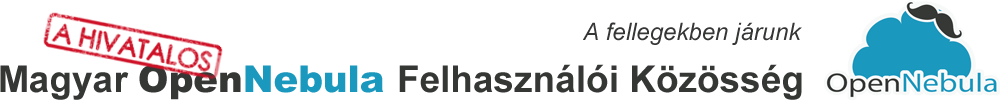 A HIVATALOS
A fellegekben járunk
Magyar OpenNebula Felhasználói Közösség
OpenNebula